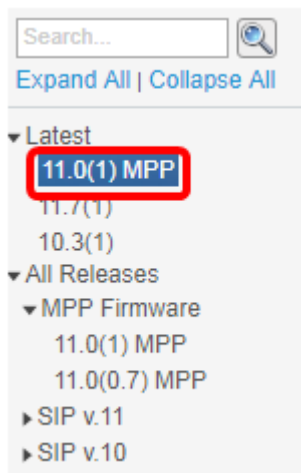 Search...
Expand All | Collapse All
Latest
11.0(1) MPP
11.7(1)
10.3(1)
All Releases
MPP Firmware
11.0(1) MPP
11.0(0.7) MPP
SIP v.11
SIP v.10